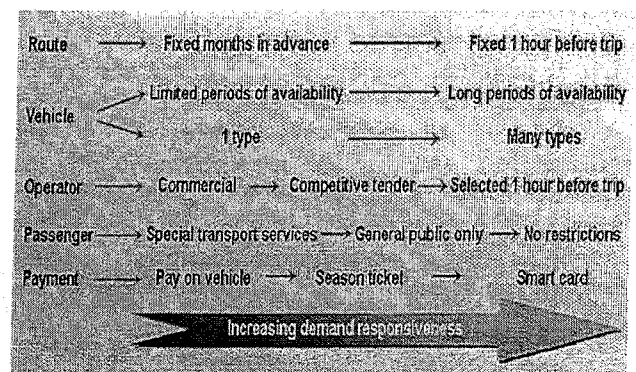 Route Fixed months in advance Fixed 1 hour before trip
Limited periods of availability Long periods of availability
Vehicle
1 type Many types
Operator Commercial Competitive tender Selected 1 hour before trip
Passenger Special transport services General public only No restrictions
Payment Pay on vehicle Season ticket Smart card
Increasing demand responsiveness